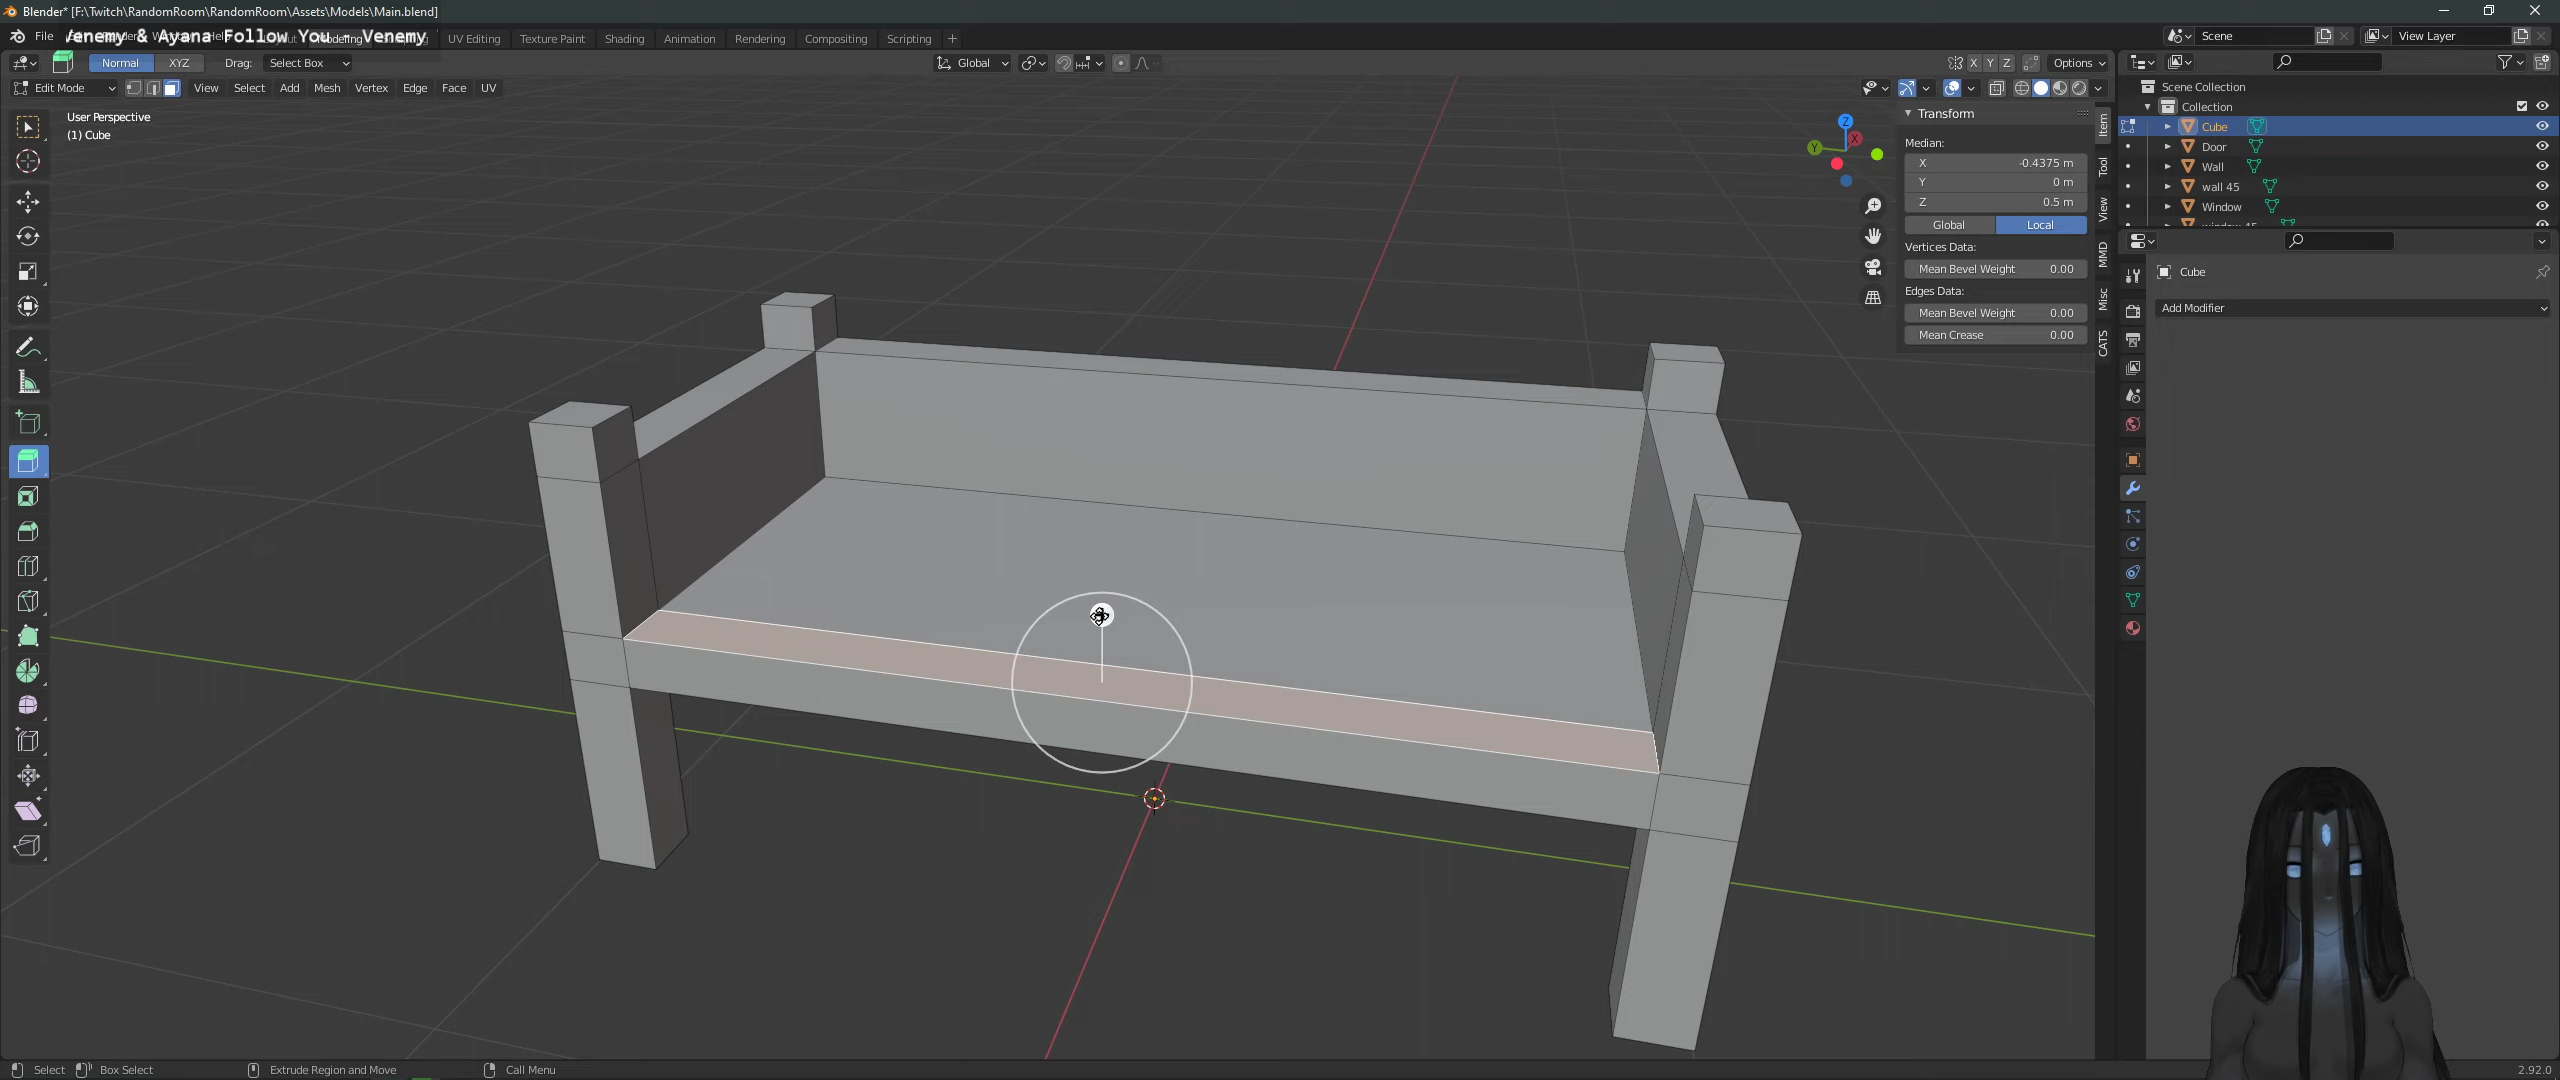 Blender* [F:\Twitch\RandomRoom\RandomRoom\Assets\Models\Main.blend]
File
Venemy & Ayana Follow You - Venemy
UV Editing Texture Paint Shading Animation Rendering Compositing Scripting +
Scene View Layer
Normal XYZ Drag: Select Box Global X Y Z Options
Edit Mode View Select Add Mesh Vertex Edge Face UV
User Perspective
(1) Cube
Z
X
Y
Transform
Median:
X -0.4375 m
Y 0 m
Z 0.5 m
Global Local
Vertices Data:
Mean Bevel Weight 0.00
Edges Data:
Mean Bevel Weight 0.00
Mean Crease 0.00
Item
Tool
View
MMD
Misc
CATS
Scene Collection
Collection
Cube
Door
Wall
wall 45
Window
window 45
Cube
Add Modifier
Select Box Select Extrude Region and Move Call Menu 2.92.0